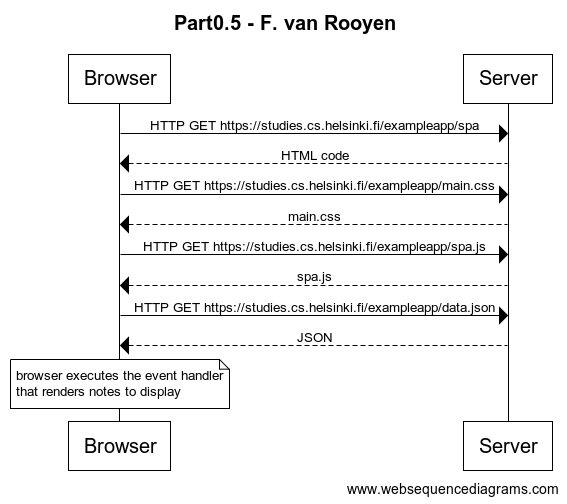 Part0.5 - F. van Rooyen
Browser
Server
HTTP GET https://studies.cs.helsinki.fi/exampleapp/spa
HTML code
HTTP GET https://studies.cs.helsinki.fi/exampleapp/main.css
main.css
HTTP GET https://studies.cs.helsinki.fi/exampleapp/spa.js
spa.js
HTTP GET https://studies.cs.helsinki.fi/exampleapp/data.json
JSON
browser executes the event handler
that renders notes to display
Browser
Server
www.websequencediagrams.com